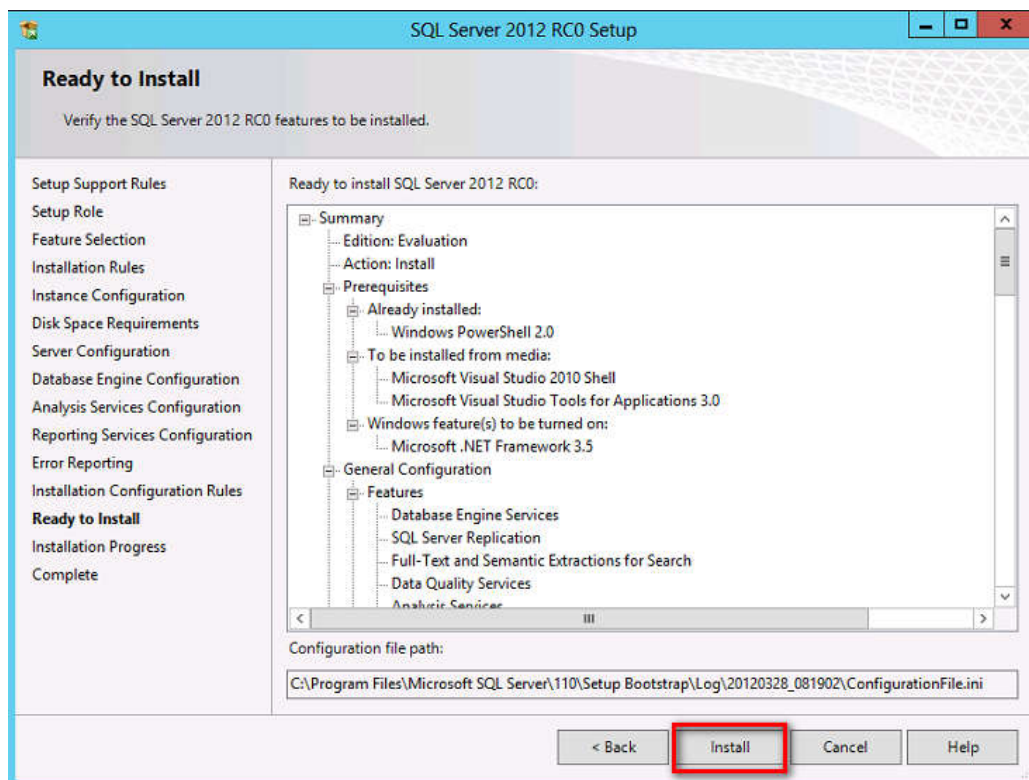 SQL Server 2012 RC0 Setup
Ready to Install
Verify the SQL Server 2012 RC0 features to be installed.
Setup Support Rules
Setup Role
Feature Selection
Installation Rules
Instance Configuration
Disk Space Requirements
Server Configuration
Database Engine Configuration
Analysis Services Configuration
Reporting Services Configuration
Error Reporting
Installation Configuration Rules
Ready to Install
Installation Progress
Complete
Ready to install SQL Server 2012 RC0:
Summary
Edition: Evaluation
Action: Install
Prerequisites
Already installed:
Windows PowerShell 2.0
To be installed from media:
Microsoft Visual Studio 2010 Shell
Microsoft Visual Studio Tools for Applications 3.0
Windows feature(s) to be turned on:
Microsoft .NET Framework 3.5
General Configuration
Features
Database Engine Services
SQL Server Replication
Full-Text and Semantic Extractions for Search
Data Quality Services
Analysis Services
Configuration file path:
C:\Program Files\Microsoft SQL Server\110\Setup Bootstrap\Log\20120328_081902\ConfigurationFile.ini
< Back
Install
Cancel
Help